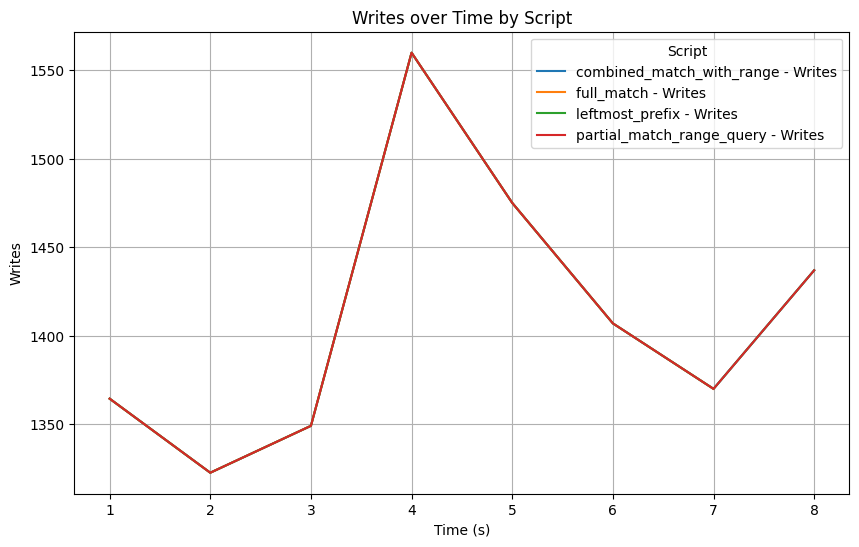 Writes over Time by Script
Script
combined_match_with_range - Writes
full_match - Writes
leftmost_prefix - Writes
partial_match_range_query - Writes
Writes
1550
1500
1450
1400
1350
1 2 3 4 5 6 7 8
Time (s)